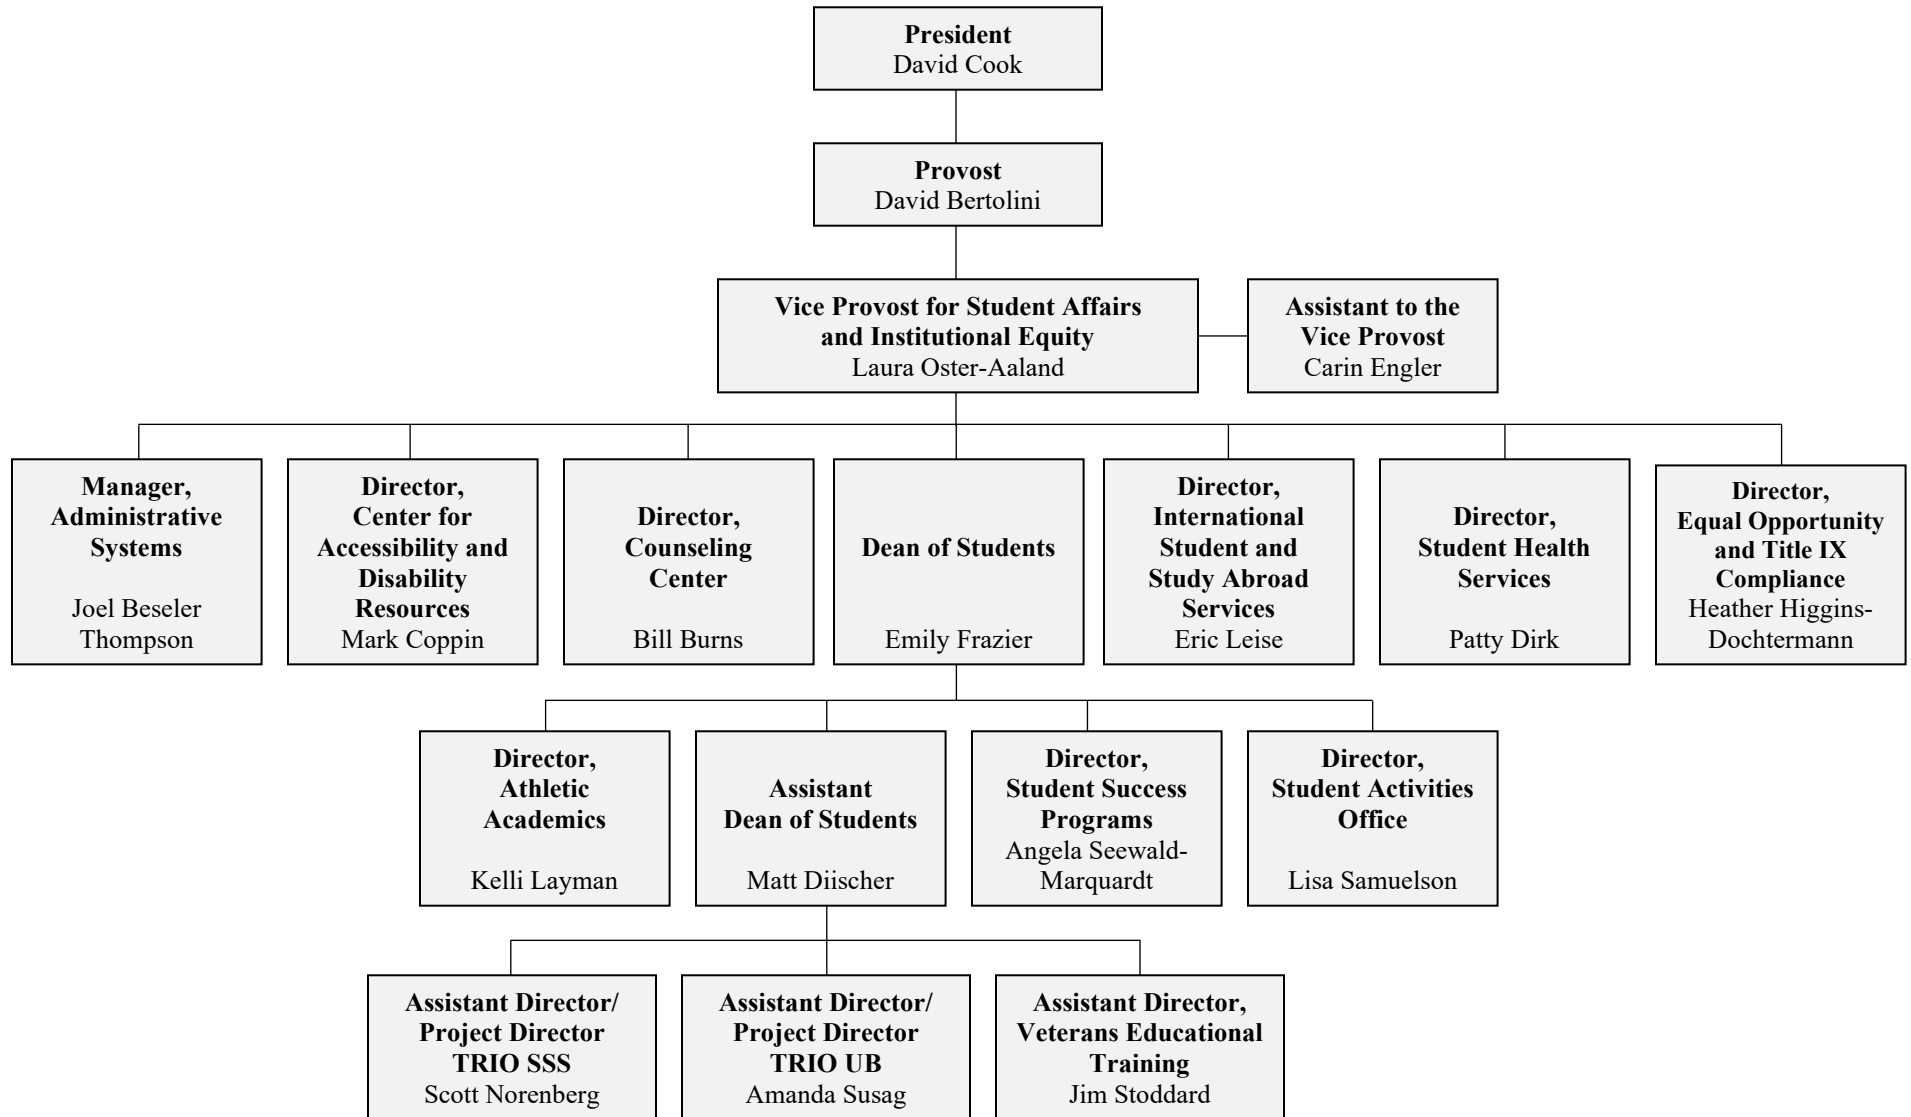 President
David Cook
Provost
David Bertolini
Vice Provost for Student Affairs
and Institutional Equity
Laura Oster-Aaland
Assistant to the
Vice Provost
Carin Engler
Manager,
Administrative
Systems
Joel Beseler
Thompson
Director,
Center for
Accessibility and
Disability
Resources
Mark Coppin
Director,
Counseling
Center
Bill Burns
Dean of Students
Emily Frazier
Director,
International
Student and
Study Abroad
Services
Eric Leise
Director,
Student Health
Services
Patty Dirk
Director,
Equal Opportunity
and Title IX
Compliance
Heather Higgins-
Dochtermann
Director,
Athletic
Academics
Kelli Layman
Assistant
Dean of Students
Matt Diischer
Director,
Student Success
Programs
Angela Seewald-
Marquardt
Director,
Student Activities
Office
Lisa Samuelson
Assistant Director/
Project Director
TRIO SSS
Scott Norenberg
Assistant Director/
Project Director
TRIO UB
Amanda Susag
Assistant Director,
Veterans Educational
Training
Jim Stoddard